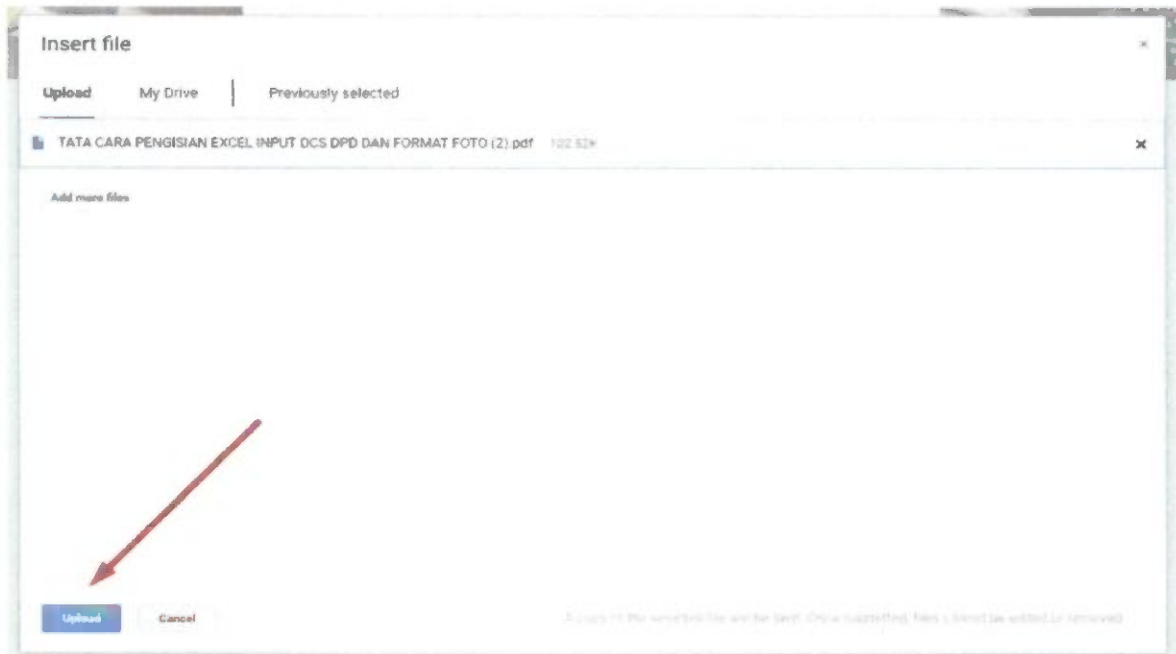 Insert file
Upload My Drive Previously selected
TATA CARA PENGISIAN EXCEL INPUT DCS DPD DAN FORMAT FOTO (2).pdf
Add more files
Upload Cancel